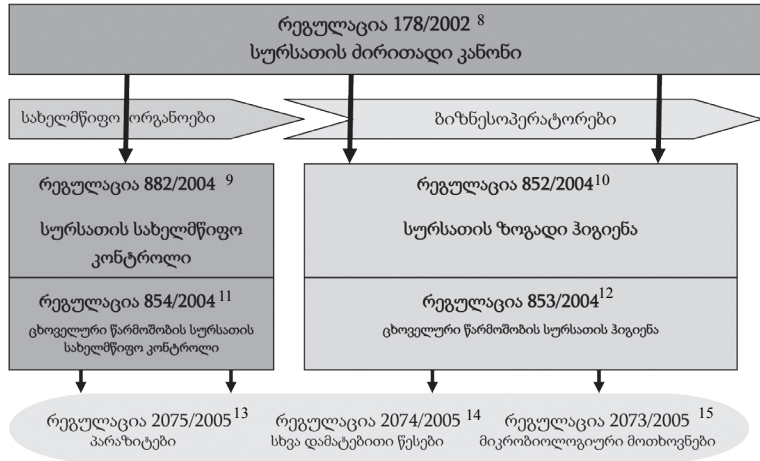 რეგულაცია 178/2002 8
სურსათის ძირითადი კანონი
სახელმწიფო ორგანოები
ბიზნესოპერატორები
რეგულაცია 882/2004 9
სურსათის სახელმწიფო
კონტროლი
რეგულაცია 852/2004 10
სურსათის ზოგადი ჰიგიენა
რეგულაცია 854/2004 11
ცხოველური წარმოშობის სურსათის
სახელმწიფო კონტროლი
რეგულაცია 853/2004 12
ცხოველური წარმოშობის სურსათის ჰიგიენა
რეგულაცია 2075/2005 13
პარაზიტები
რეგულაცია 2074/2005 14
სხვა დამატებითი წესები
რეგულაცია 2073/2005 15
მიკრობიოლოგიური მოთხოვნები